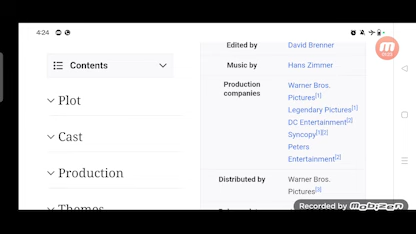 4:24
Contents
Plot
Cast
Production
Themes
Edited by David Brenner
Music by Hans Zimmer
Production Warner Bros.
companies Pictures[1]
Legendary Pictures[1]
DC Entertainment[2]
Syncopy[1][2]
Peters
Entertainment[2]
Distributed by Warner Bros.
Pictures[3]
Recorded by Mobizen